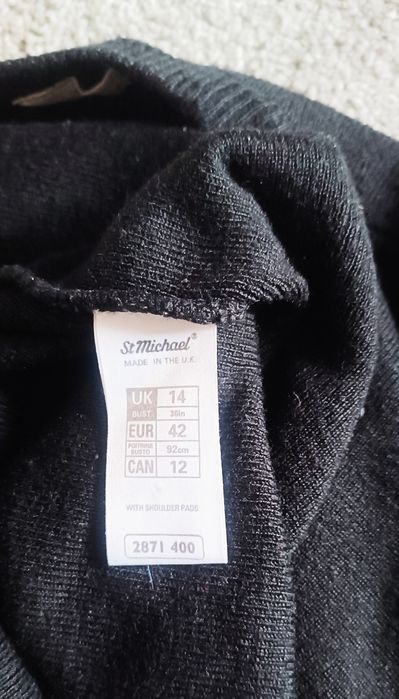 St Michael®
MADE IN THE U.K.
UK 14
BUST 36in
EUR 42
POITRINE
BUSTO 92cm
CAN 12
WITH SHOULDER PADS
2871 400